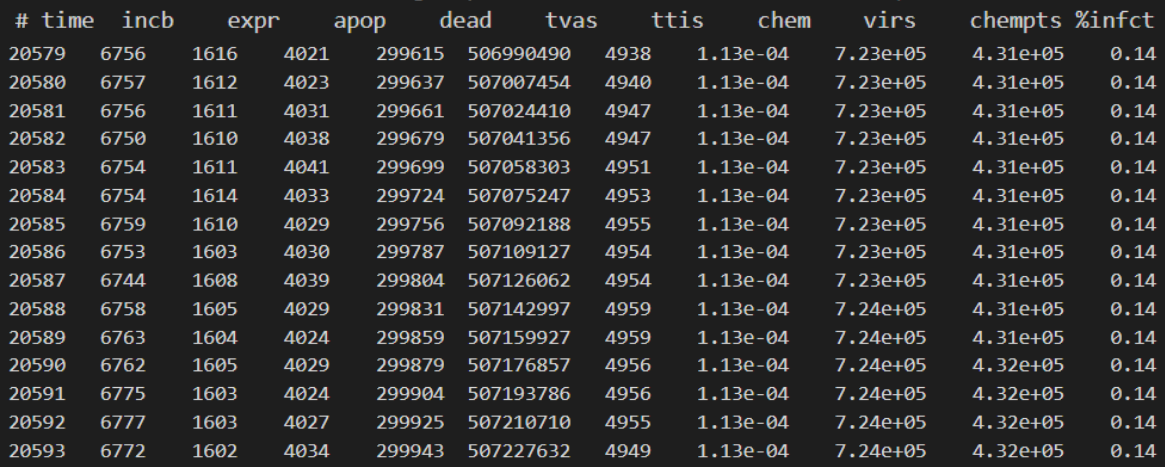 # time incb expr apop dead tvas ttis chem virs chempts %infct
20579 6756 1616 4021 299615 506990490 4938 1.13e-04 7.23e+05 4.31e+05 0.14
20580 6757 1612 4023 299637 507007454 4940 1.13e-04 7.23e+05 4.31e+05 0.14
20581 6756 1611 4031 299661 507024410 4947 1.13e-04 7.23e+05 4.31e+05 0.14
20582 6750 1610 4038 299679 507041356 4947 1.13e-04 7.23e+05 4.31e+05 0.14
20583 6754 1611 4041 299699 507058303 4951 1.13e-04 7.23e+05 4.31e+05 0.14
20584 6754 1614 4033 299724 507075247 4953 1.13e-04 7.23e+05 4.31e+05 0.14
20585 6759 1610 4029 299756 507092188 4955 1.13e-04 7.23e+05 4.31e+05 0.14
20586 6753 1603 4030 299787 507109127 4954 1.13e-04 7.23e+05 4.31e+05 0.14
20587 6744 1608 4039 299804 507126062 4954 1.13e-04 7.23e+05 4.31e+05 0.14
20588 6758 1605 4029 299831 507142997 4959 1.13e-04 7.24e+05 4.31e+05 0.14
20589 6763 1604 4024 299859 507159927 4959 1.13e-04 7.24e+05 4.31e+05 0.14
20590 6762 1605 4029 299879 507176857 4956 1.13e-04 7.24e+05 4.32e+05 0.14
20591 6775 1603 4024 299904 507193786 4956 1.13e-04 7.24e+05 4.32e+05 0.14
20592 6777 1603 4027 299925 507210710 4955 1.13e-04 7.24e+05 4.32e+05 0.14
20593 6772 1602 4034 299943 507227632 4949 1.13e-04 7.24e+05 4.32e+05 0.14